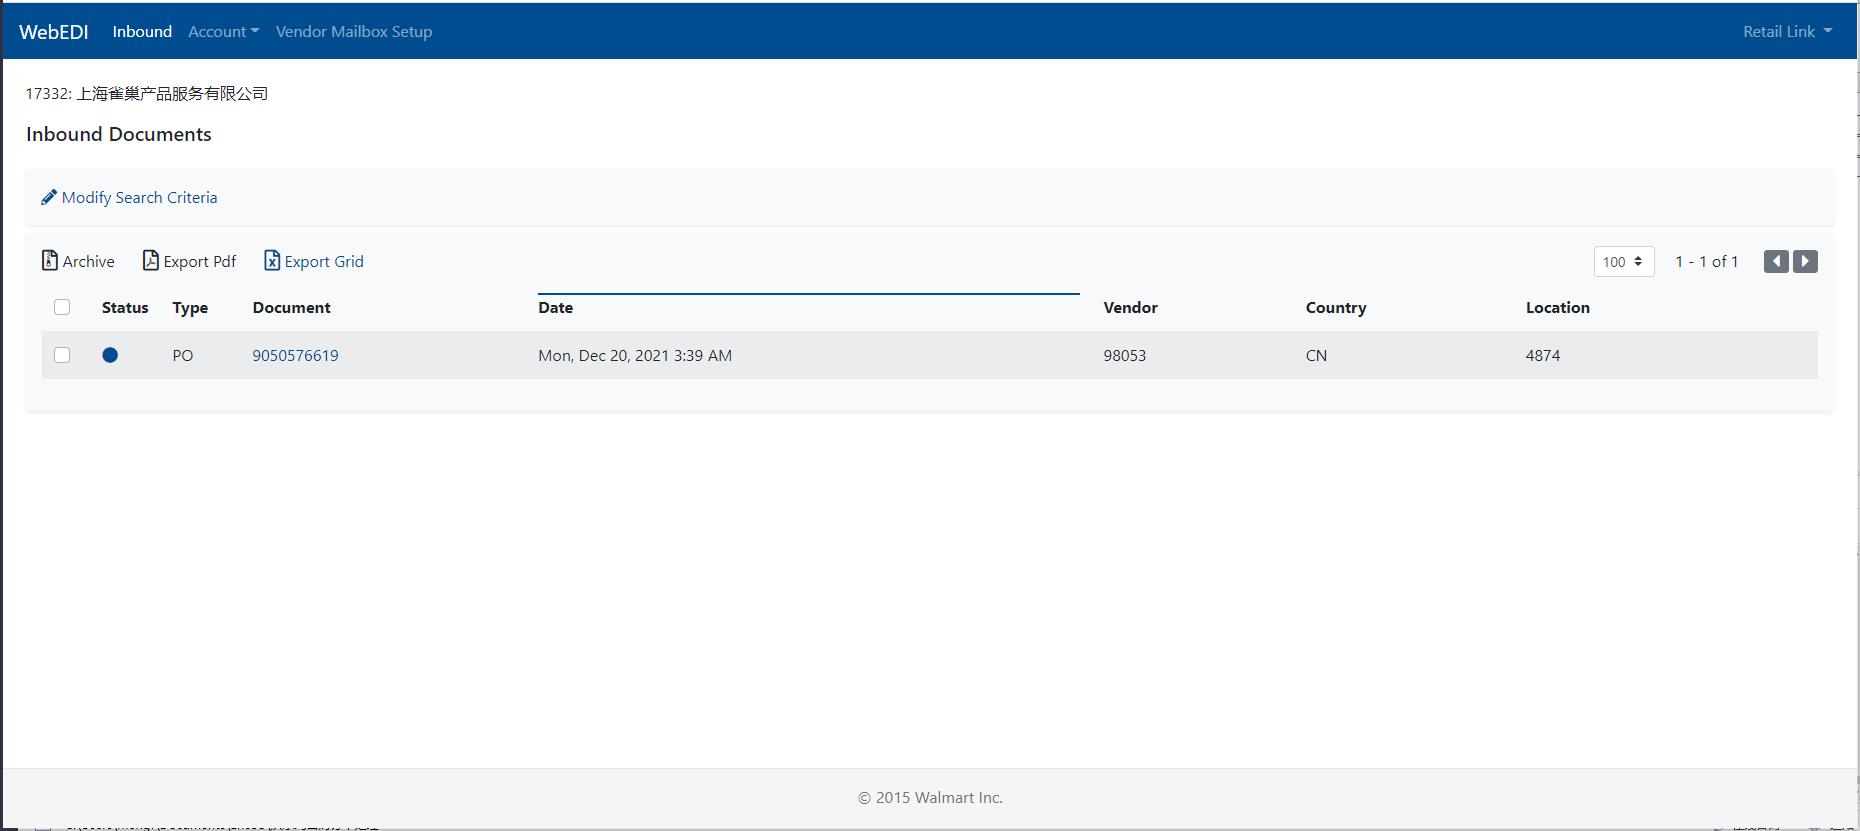 WebEDI Inbound Account Vendor Mailbox Setup Retail Link
17332: 上海雀巢产品服务有限公司
Inbound Documents
Modify Search Criteria
Archive Export Pdf Export Grid 100 1 - 1 of 1
Status Type Document Date Vendor Country Location
PO 9050576619 Mon, Dec 20, 2021 3:39 AM 98053 CN 4874
© 2015 Walmart Inc.